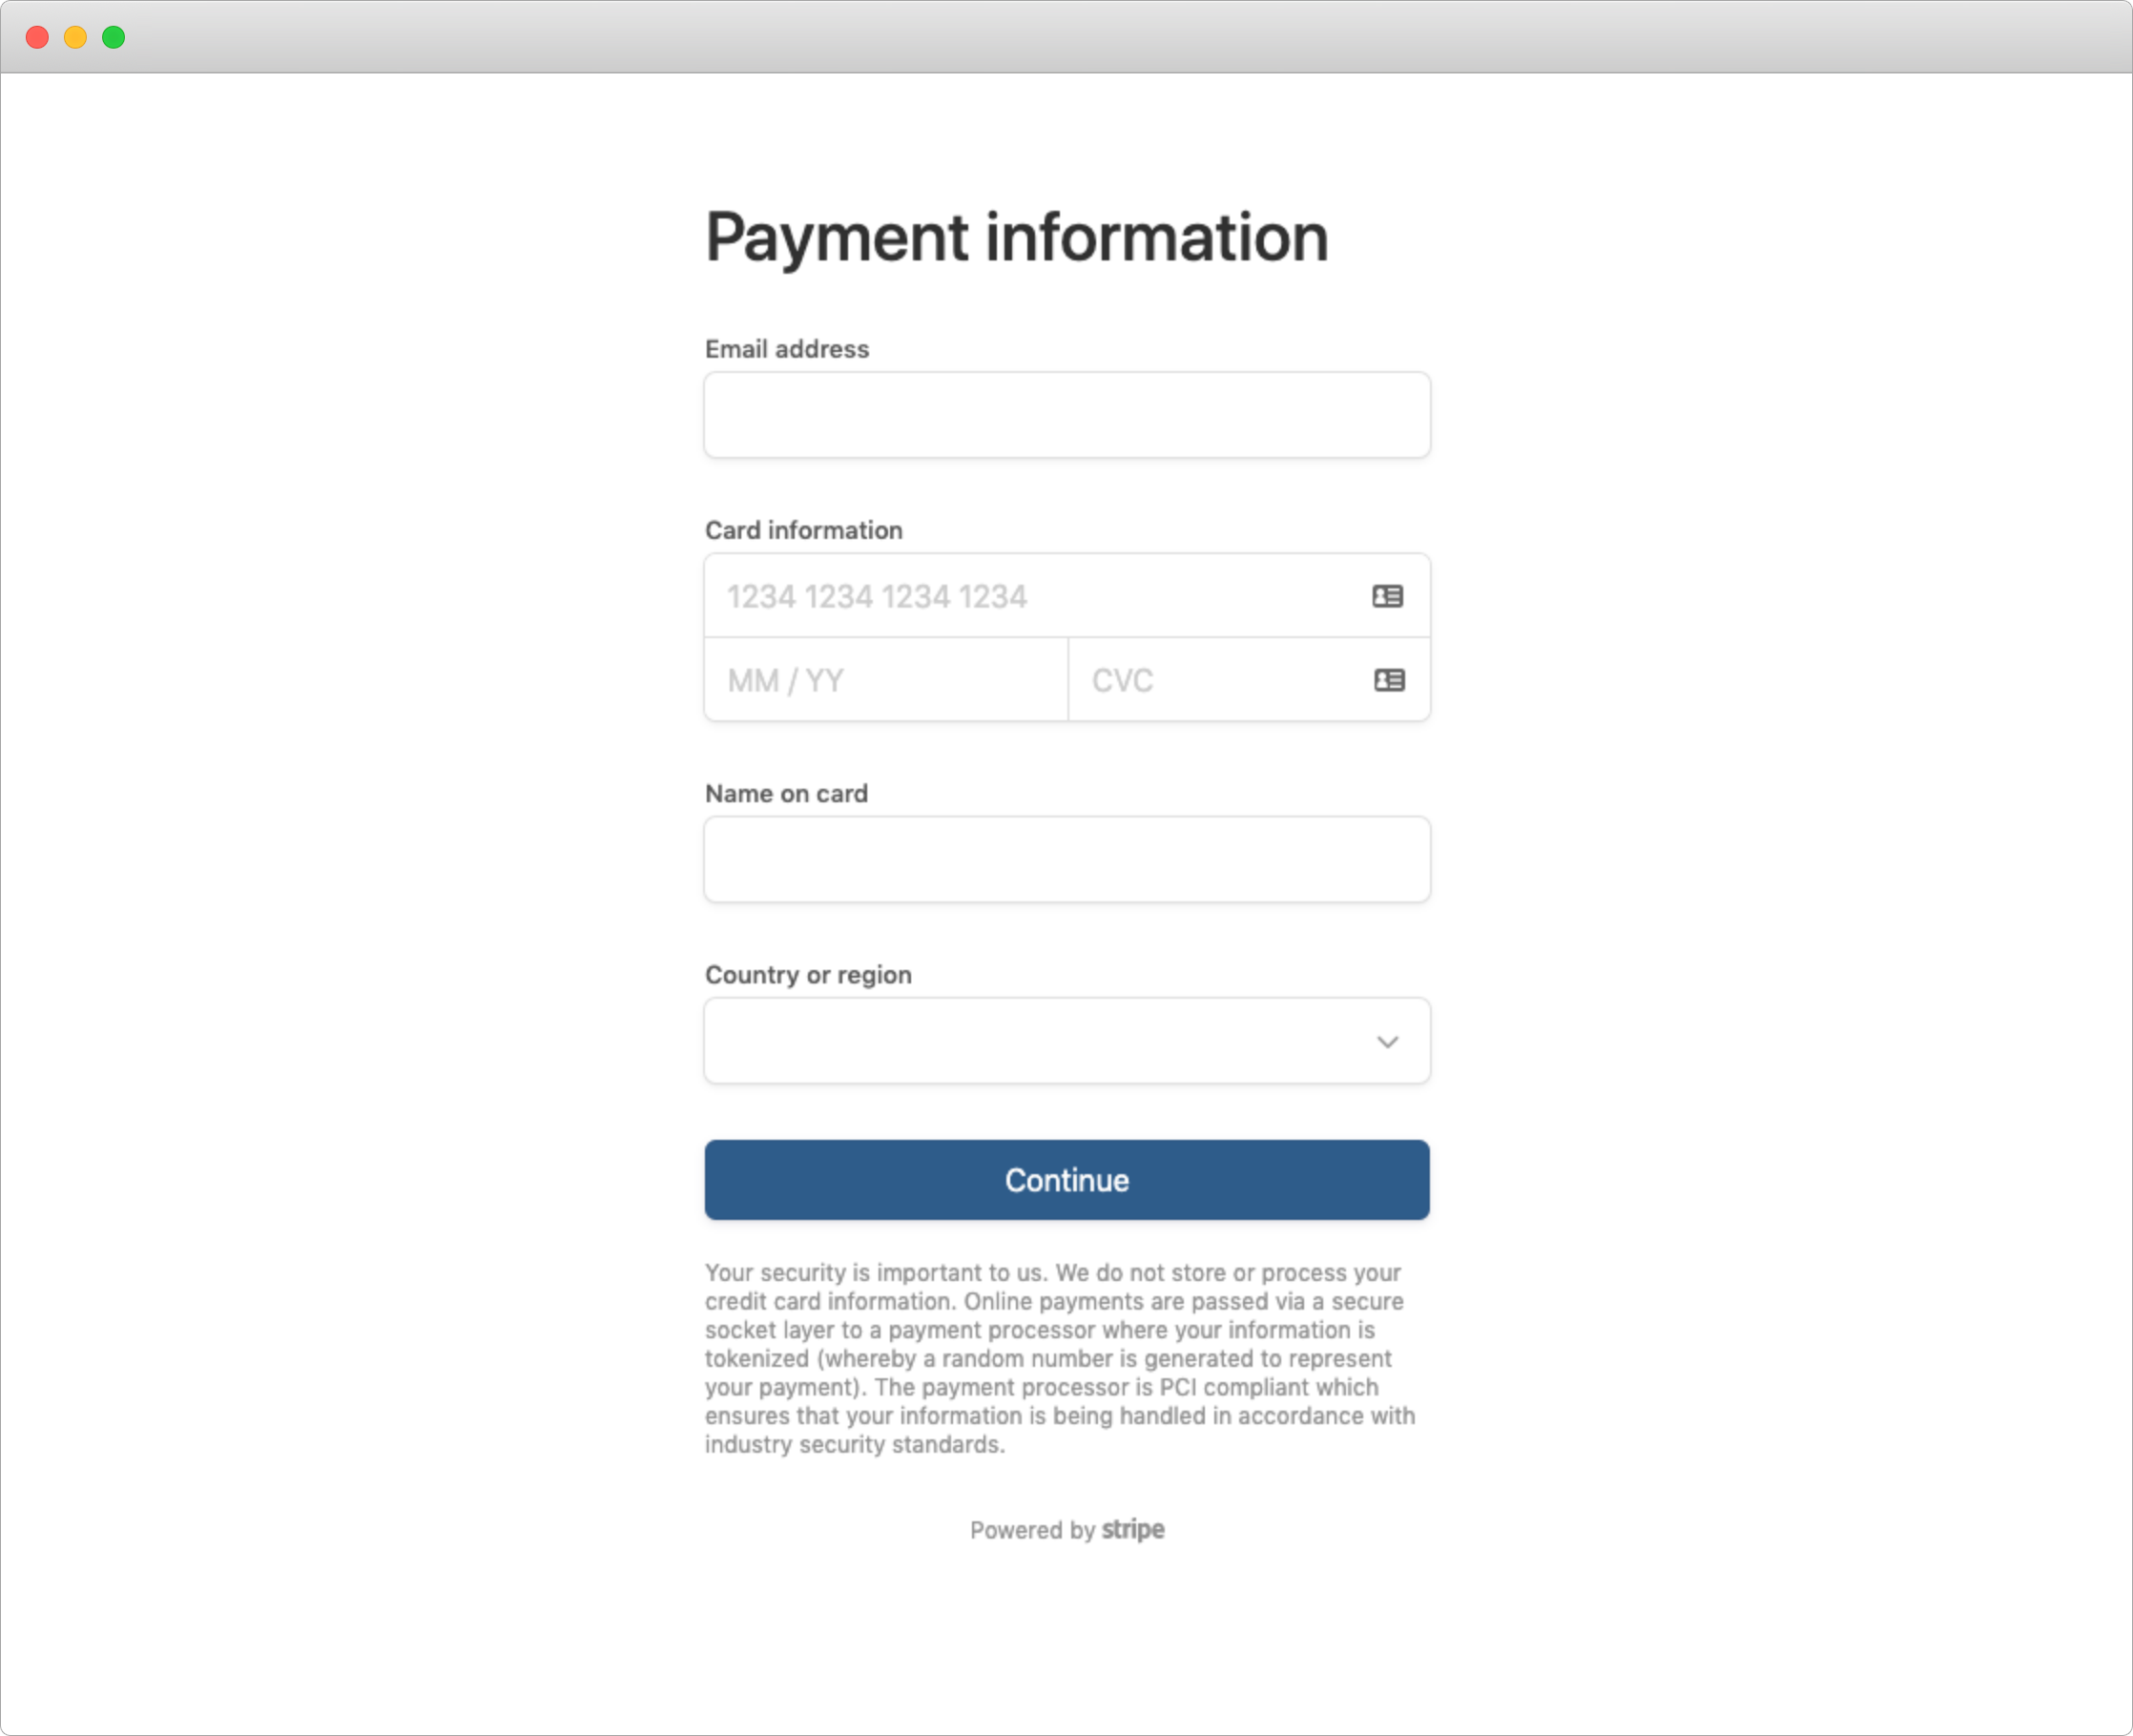 Payment information
Email address
Card information
1234 1234 1234 1234
MM / YY
CVC
Name on card
Country or region
Continue
Your security is important to us. We do not store or process your
credit card information. Online payments are passed via a secure
socket layer to a payment processor where your information is
tokenized (whereby a random number is generated to represent
your payment). The payment processor is PCI compliant which
ensures that your information is being handled in accordance with
industry security standards.
Powered by stripe